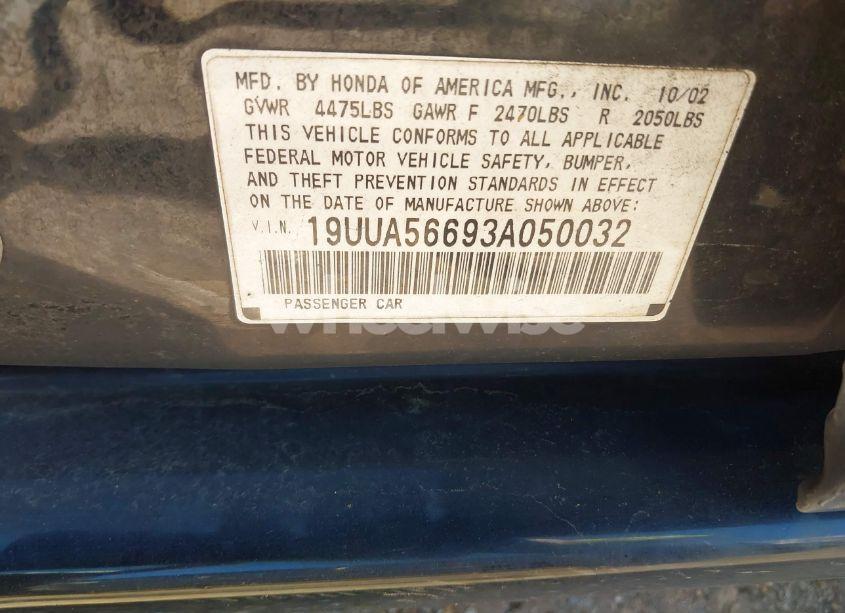 MFD. BY HONDA OF AMERICA MFG., INC. 10/02
GVWR 4475LBS GAWR F 2470LBS R 2050LBS
THIS VEHICLE CONFORMS TO ALL APPLICABLE
FEDERAL MOTOR VEHICLE SAFETY, BUMPER,
AND THEFT PREVENTION STANDARDS IN EFFECT
ON THE DATE OF MANUFACTURE SHOWN ABOVE:
V.I.N. 19UUA56693A050032
PASSENGER CAR
wheelwise